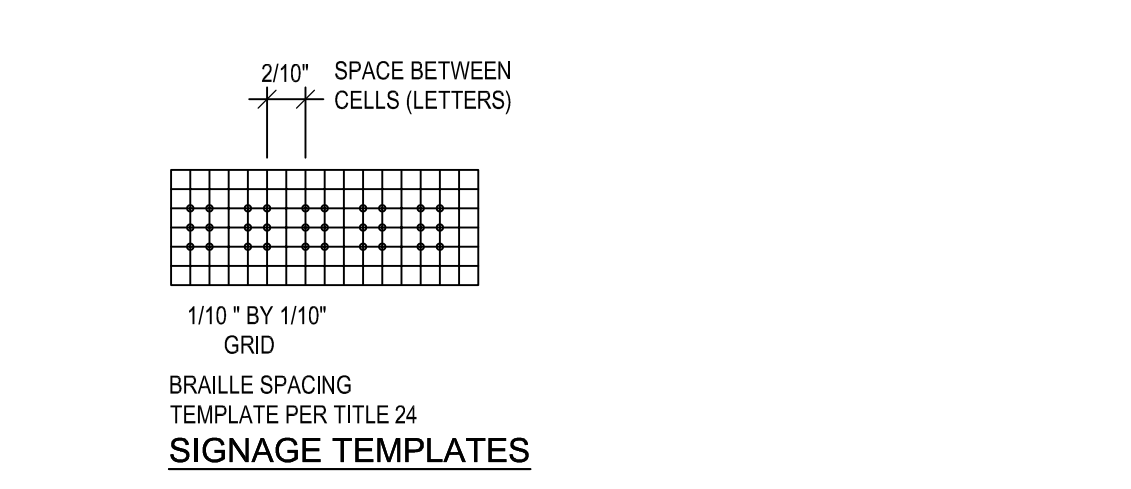 2/10" SPACE BETWEEN
CELLS (LETTERS)
1/10 " BY 1/10"
GRID
BRAILLE SPACING
TEMPLATE PER TITLE 24
SIGNAGE TEMPLATES